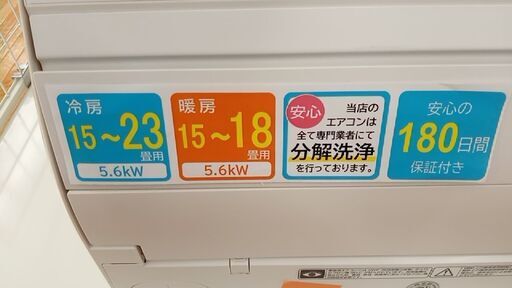 冷房
15～23
畳用
5.6kW
暖房
15～18
畳用
5.6kW
安心
当店の
エアコンは
全て専門業者にて
分解洗浄
を行っております。
安心の
180日間
保証付き